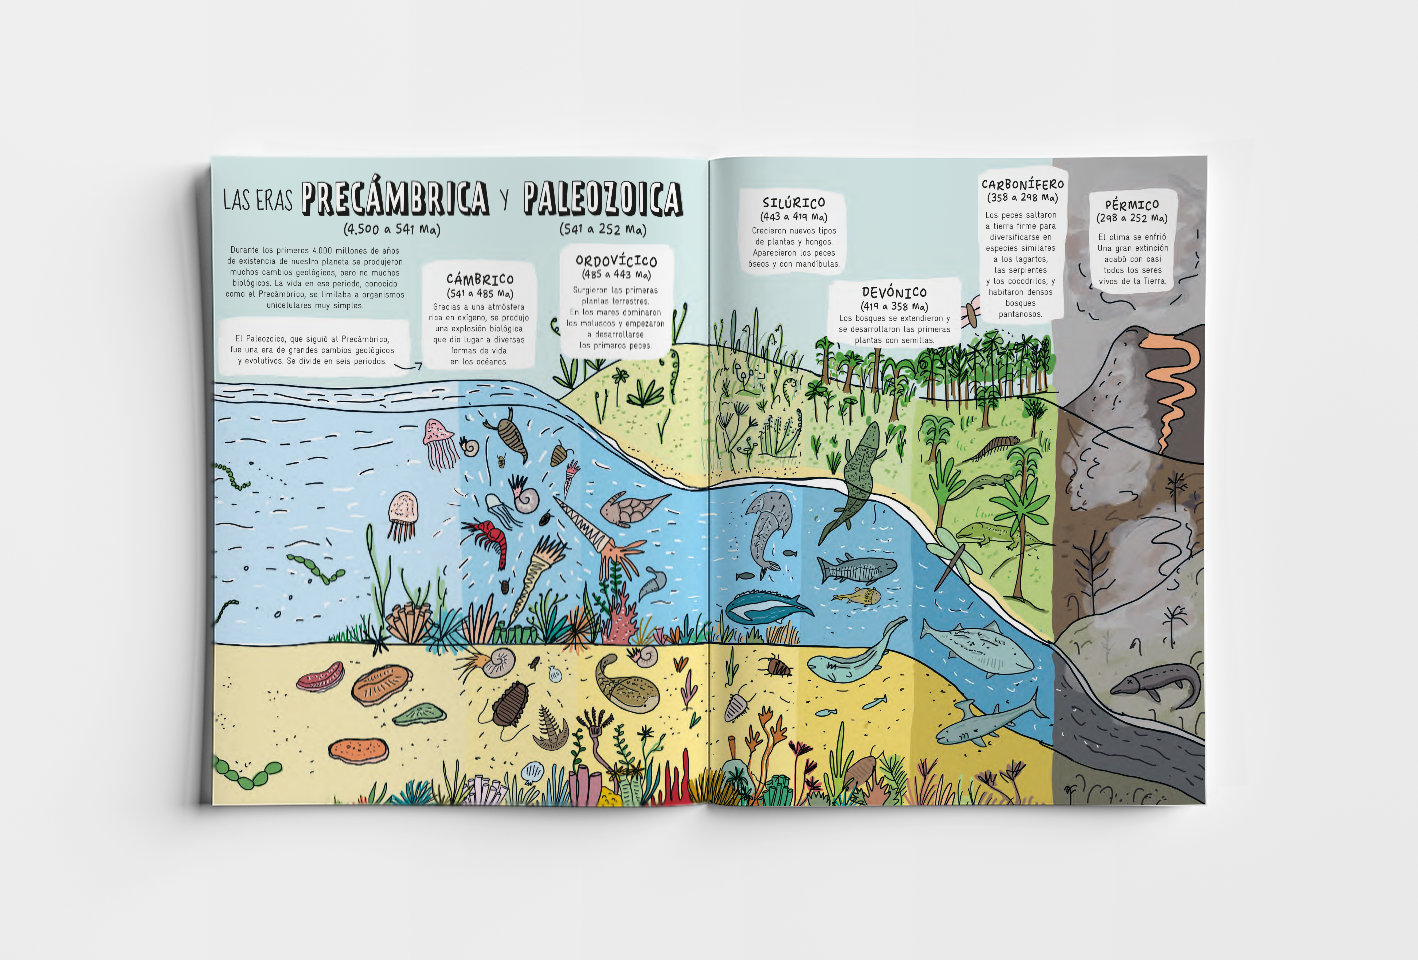 LAS ERAS PRECÁMBRICA Y PALEOZOICA
(4.500 a 541 Ma)
(541 a 252 Ma)
Durante los primeros 4.000 millones de años
de existencia de nuestro planeta se produjeron
muchos cambios geológicos, pero no muchos
biológicos. La vida en ese periodo, conocido
como el Precámbrico, se limitaba a organismos
unicelulares muy simples.
El Paleozoico, que siguió al Precámbrico,
fue una era de grandes cambios geológicos
y evolutivos. Se divide en seis periodos.
CÁMBRICO
(541 a 485 Ma)
Gracias a una atmósfera
rica en oxígeno, se produjo
una explosión biológica
que dio lugar a diversas
formas de vida
en los océanos.
ORDOVÍCICO
(485 a 443 Ma)
Surgieron las primeras
plantas terrestres.
En los mares dominaron
los moluscos y empezaron
a desarrollarse
los primeros peces.
SILÚRICO
(443 a 419 Ma)
Crecieron nuevos tipos
de plantas y hongos.
Aparecieron los peces
óseos y con mandíbulas.
DEVÓNICO
(419 a 358 Ma)
Los bosques se extendieron y
se desarrollaron las primeras
plantas con semillas.
CARBONÍFERO
(358 a 298 Ma)
Los peces saltaron
a tierra firme para
diversificarse en
especies similares
a los lagartos,
las serpientes
y los cocodrilos, y
habitaron densos
bosques
pantanosos.
PÉRMICO
(298 a 252 Ma)
El clima se enfrió.
Una gran extinción
acabó con casi
todos los seres
vivos de la Tierra.